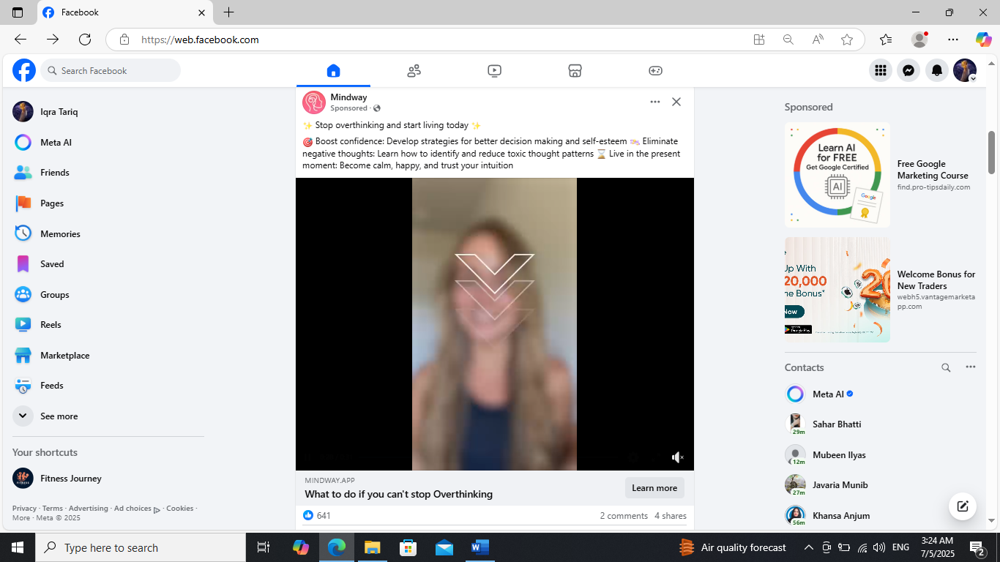 Facebook
https://web.facebook.com
Search Facebook
Iqra Tariq
Meta AI
Friends
Pages
Memories
Saved
Groups
Reels
Marketplace
Feeds
See more
Your shortcuts
FITNESS
Fitness Journey
Privacy · Terms · Advertising · Ad choices · Cookies ·
More · Meta © 2025
Mindway
Sponsored ·
✨ Stop overthinking and start living today ✨
🎯 Boost confidence: Develop strategies for better decision making and self-esteem Eliminate
negative thoughts: Learn how to identify and reduce toxic thought patterns ⌛ Live in the present
moment: Become calm, happy, and trust your intuition
MINDWAY.APP
What to do if you can't stop Overthinking
Learn more
641
2 comments 4 shares
Sponsored
Learn AI
for FREE
Get Google Certified
AI
Google
Free Google
Marketing Course
find.pro-tipsdaily.com
Up With
20,000
me Bonus*
Now
Google Play
20
Welcome Bonus for
New Traders
webh5.vantagemarketa
pp.com
Contacts
Meta AI
Sahar Bhatti
29m
Mubeen Ilyas
12m
Javaria Munib
27m
Khansa Anjum
56m
Type here to search
Air quality forecast
ENG
3:24 AM
7/5/2025
2